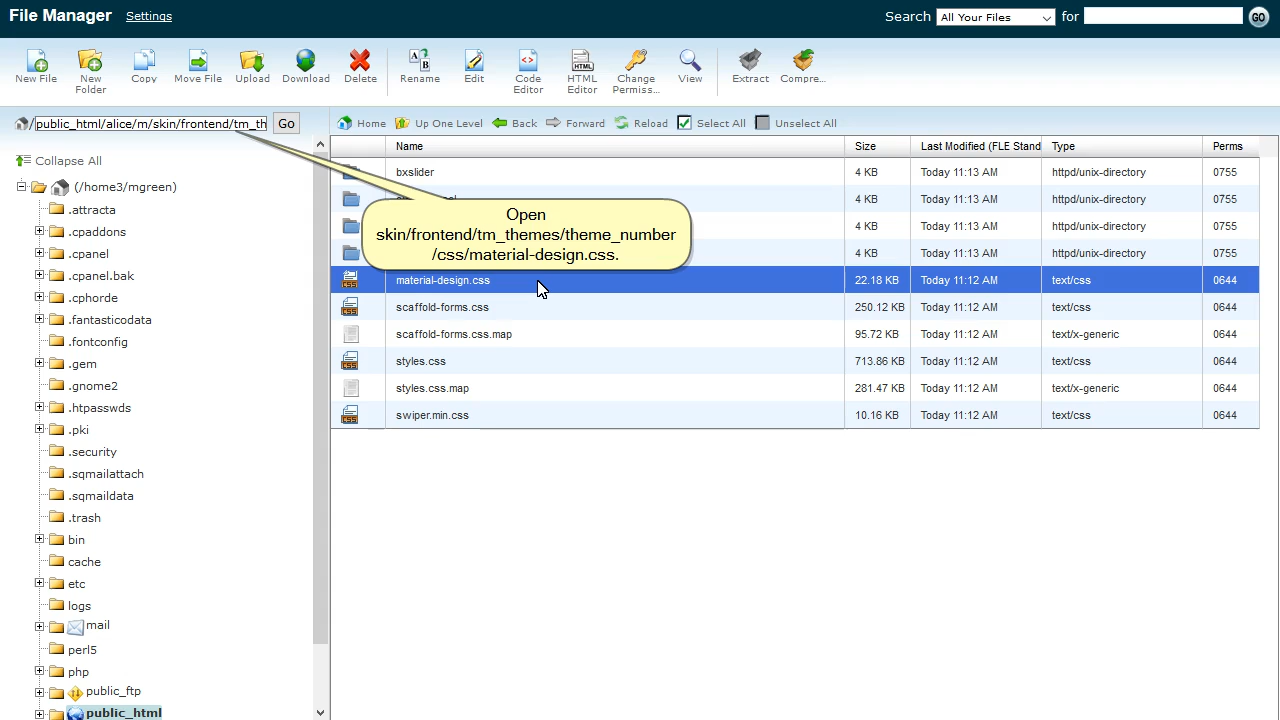 File Manager Settings
Search All Your Files for GO
New File
New Folder
Copy
Move File
Upload
Download
Delete
Rename
Edit
Code Editor
HTML Editor
Change Permiss...
View
Extract
Compre...
/public_html/alice/m/skin/frontend/tm_th Go
Home Up One Level Back Forward Reload Select All Unselect All
Collapse All
(/home3/mgreen)
.attracta
.cpaddons
.cpanel
.cpanel.bak
.cphorde
.fantasticodata
.fontconfig
.gem
.gnome2
.htpasswds
.pki
.security
.sqmailattach
.sqmaildata
.trash
bin
cache
etc
logs
mail
perl5
php
public_ftp
public_html
Name Size Last Modified (FLE Stand Type Perms
bxslider 4 KB Today 11:13 AM httpd/unix-directory 0755
4 KB Today 11:13 AM httpd/unix-directory 0755
4 KB Today 11:13 AM httpd/unix-directory 0755
4 KB Today 11:13 AM httpd/unix-directory 0755
material-design.css 22.18 KB Today 11:12 AM text/css 0644
scaffold-forms.css 250.12 KB Today 11:12 AM text/css 0644
scaffold-forms.css.map 95.72 KB Today 11:12 AM text/x-generic 0644
styles.css 713.86 KB Today 11:12 AM text/css 0644
styles.css.map 281.47 KB Today 11:12 AM text/x-generic 0644
swiper.min.css 10.16 KB Today 11:12 AM text/css 0644
Open
skin/frontend/tm_themes/theme_number
/css/material-design.css.